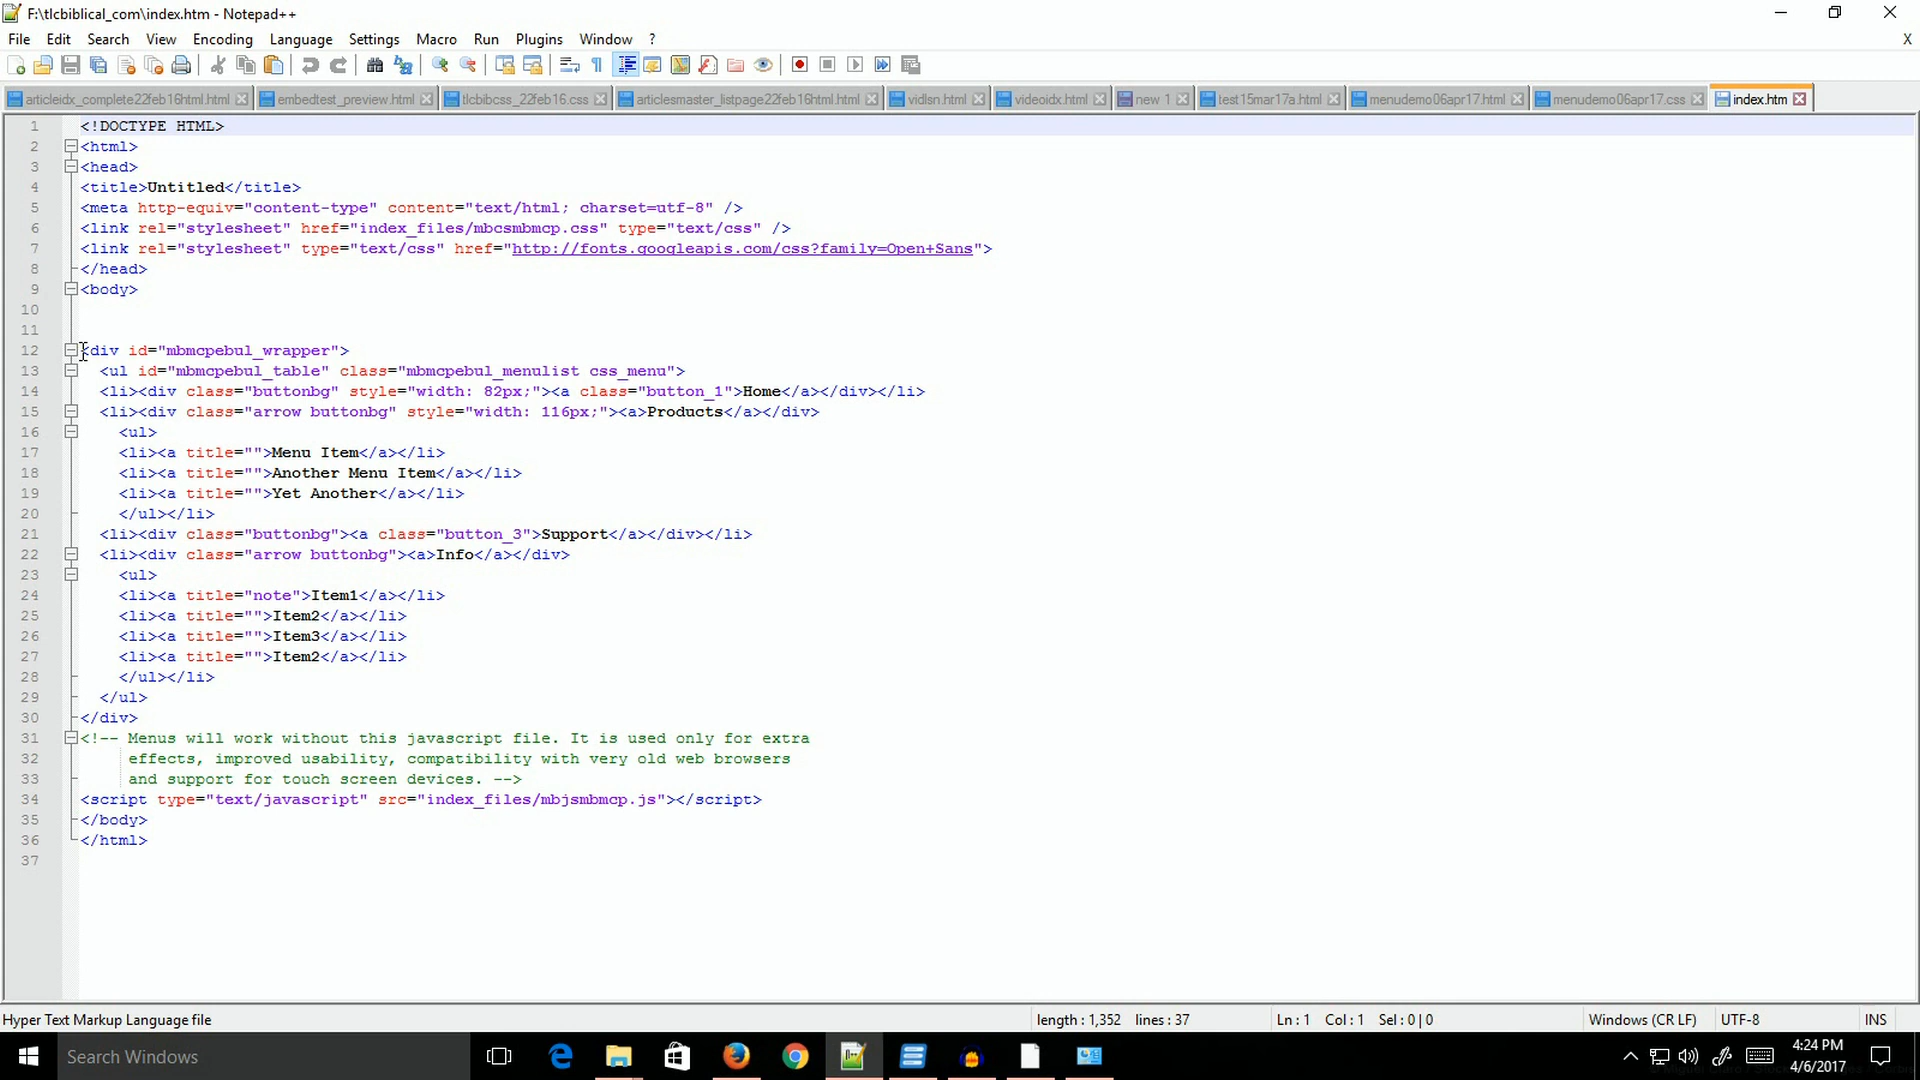 F:\tlcbiblical_com\index.htm - Notepad++
File Edit Search View Encoding Language Settings Macro Run Plugins Window ? X
articleidx_complete22feb16html.html embedtest_preview.html tlcbibcss_22feb16.css articlesmaster_listpage22feb16html.html vidlsn.html videoidx.html new 1 test15mar17a.html menudemo06apr17.html menudemo06apr17.css index.htm
1 <!DOCTYPE HTML>
2 <html>
3 <head>
4 <title>Untitled</title>
5 <meta http-equiv="content-type" content="text/html; charset=utf-8" />
6 <link rel="stylesheet" href="index_files/mbcsmbmcp.css" type="text/css" />
7 <link rel="stylesheet" type="text/css" href="http://fonts.googleapis.com/css?family=Open+Sans">
8 </head>
9 <body>
10
11
12 <div id="mbmcpebul_wrapper">
13 <ul id="mbmcpebul_table" class="mbmcpebul_menulist css_menu">
14 <li><div class="buttonbg" style="width: 82px;"><a class="button_1">Home</a></div></li>
15 <li><div class="arrow buttonbg" style="width: 116px;"><a>Products</a></div>
16 <ul>
17 <li><a title="">Menu Item</a></li>
18 <li><a title="">Another Menu Item</a></li>
19 <li><a title="">Yet Another</a></li>
20 </ul></li>
21 <li><div class="buttonbg"><a class="button_3">Support</a></div></li>
22 <li><div class="arrow buttonbg"><a>Info</a></div>
23 <ul>
24 <li><a title="note">Item1</a></li>
25 <li><a title="">Item2</a></li>
26 <li><a title="">Item3</a></li>
27 <li><a title="">Item2</a></li>
28 </ul></li>
29 </ul>
30 </div>
31 <!-- Menus will work without this javascript file. It is used only for extra
32 effects, improved usability, compatibility with very old web browsers
33 and support for touch screen devices. -->
34 <script type="text/javascript" src="index_files/mbjsmbmcp.js"></script>
35 </body>
36 </html>
37
Hyper Text Markup Language file length : 1,352 lines : 37 Ln : 1 Col : 1 Sel : 0 | 0 Windows (CR LF) UTF-8 INS
Search Windows
4:24 PM
4/6/2017